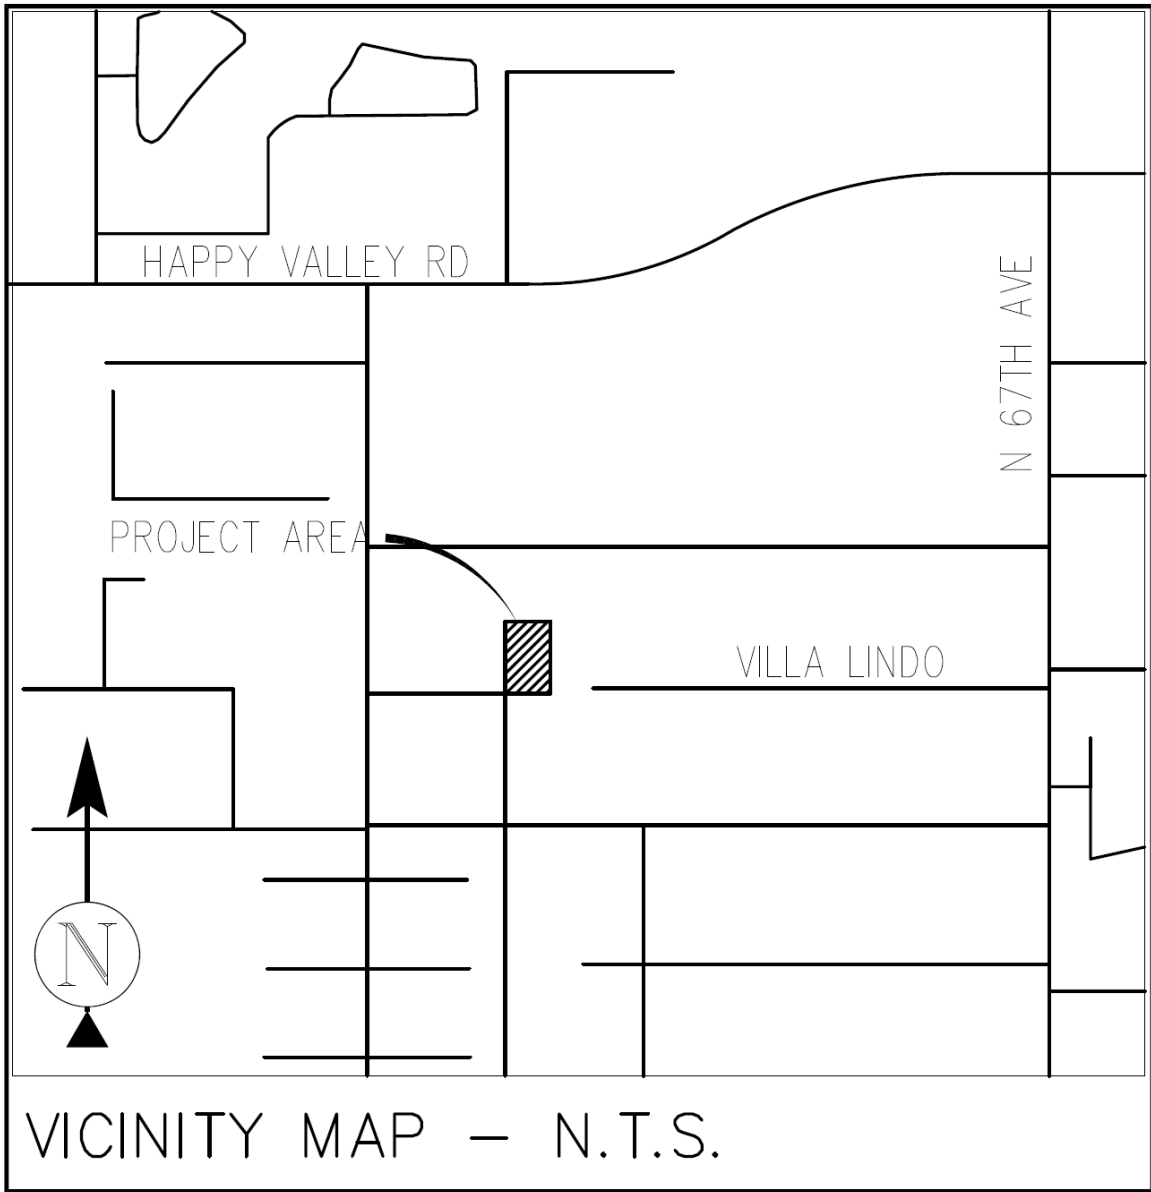 HAPPY VALLEY RD
N 67TH AVE
PROJECT AREA
VILLA LINDO
N
VICINITY MAP - N.T.S.